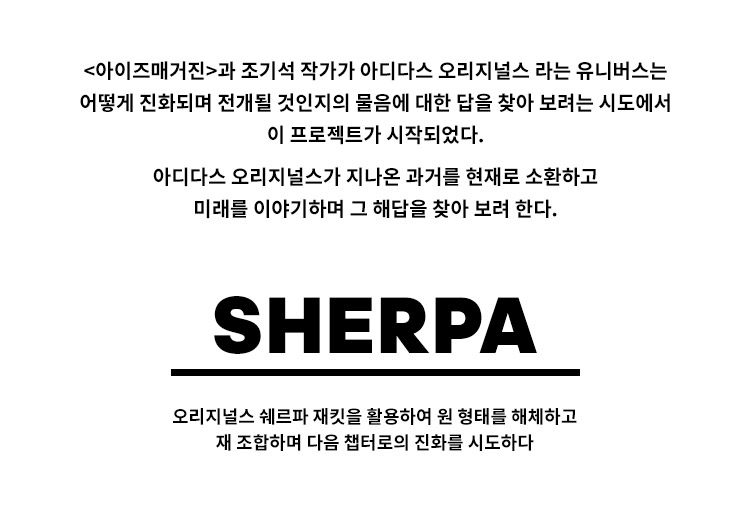 <아이즈매거진>과 조기석 작가가 아디다스 오리지널스 라는 유니버스는
어떻게 진화되며 전개될 것인지의 물음에 대한 답을 찾아 보려는 시도에서
이 프로젝트가 시작되었다.
아디다스 오리지널스가 지나온 과거를 현재로 소환하고
미래를 이야기하며 그 해답을 찾아 보려 한다.
SHERPA
오리지널스 쉐르파 재킷을 활용하여 원 형태를 해체하고
재 조합하며 다음 챕터로의 진화를 시도하다